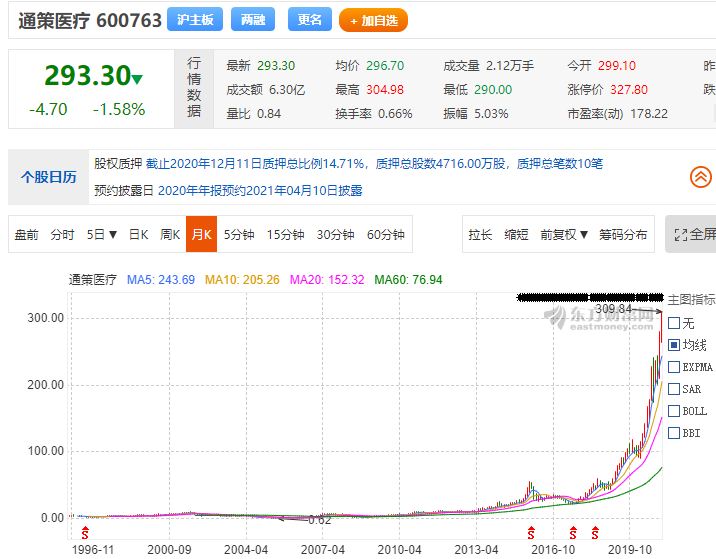 通策医疗 600763 沪主板 两融 更名 + 加自选
293.30
-4.70 -1.58%
行情数据
最新 293.30 均价 296.70 成交量 2.12万手 今开 299.10 昨
成交额 6.30亿 最高 304.98 最低 290.00 涨停价 327.80 跌
量比 0.84 换手率 0.66% 振幅 5.03% 市盈率(动) 178.22
个股日历
股权质押 截止2020年12月11日质押总比例14.71%，质押总股数4716.00万股，质押总笔数10笔
预约披露日 2020年年报预约2021年04月10日披露
盘前 分时 5日▼ 日K 周K 月K 5分钟 15分钟 30分钟 60分钟 拉长 缩短 前复权▼ 筹码分布 全屏
通策医疗 MA5: 243.69 MA10: 205.26 MA20: 152.32 MA60: 76.94
主图指标
309.84
东方财富网
eastmoney.com
300.00
无
均线
EXPMA
200.00
SAR
BOLL
BBI
100.00
0.00
0.62
S S S S
1996-11 2000-09 2004-04 2007-04 2010-04 2013-04 2016-10 2019-10